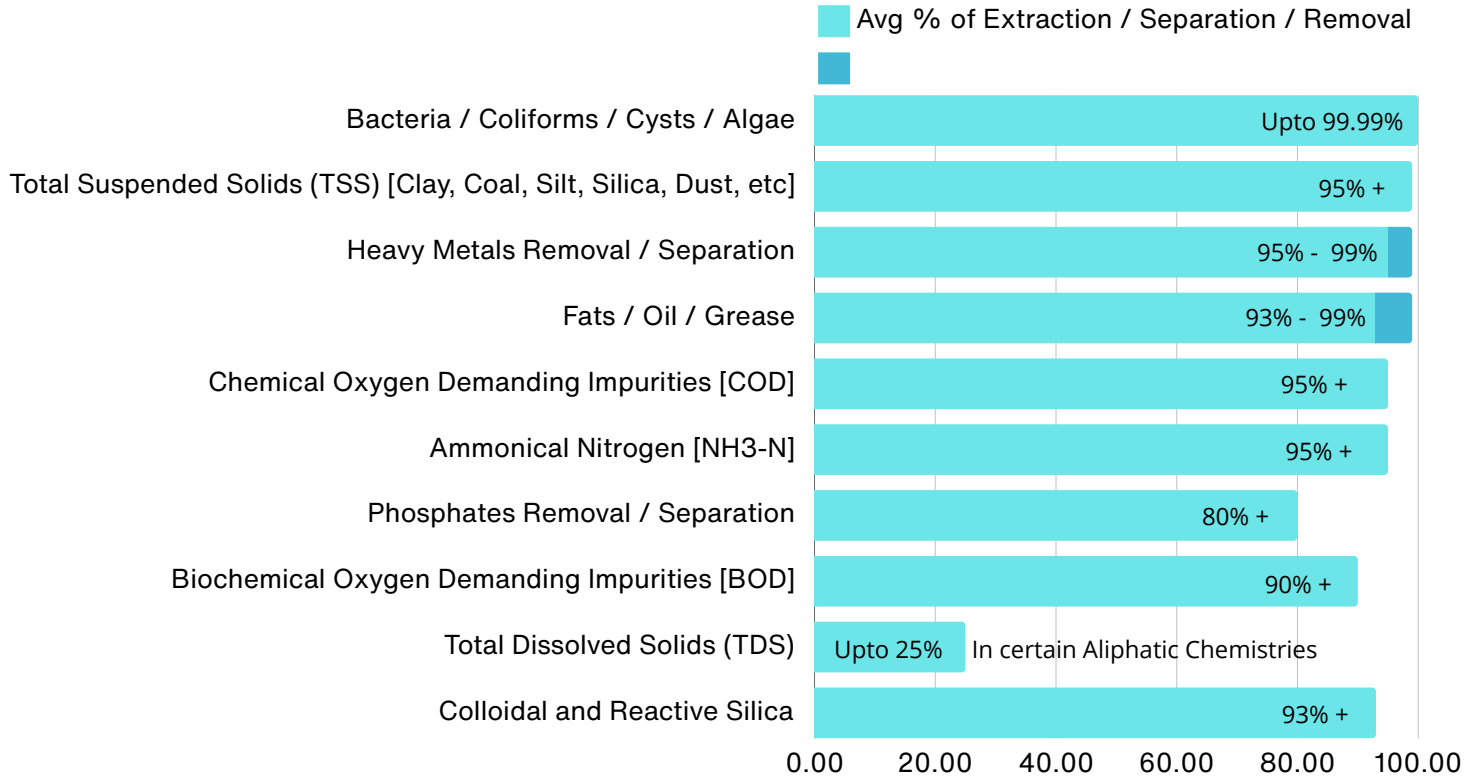 Avg % of Extraction / Separation / Removal
Bacteria / Coliforms / Cysts / Algae
Upto 99.99%
Total Suspended Solids (TSS) [Clay, Coal, Silt, Silica, Dust, etc]
95% +
Heavy Metals Removal / Separation
95% - 99%
Fats / Oil / Grease
93% - 99%
Chemical Oxygen Demanding Impurities [COD]
95% +
Ammonical Nitrogen [NH3-N]
95% +
Phosphates Removal / Separation
80% +
Biochemical Oxygen Demanding Impurities [BOD]
90% +
Total Dissolved Solids (TDS)
Upto 25% In certain Aliphatic Chemistries
Colloidal and Reactive Silica
93% +
0.00 20.00 40.00 60.00 80.00 100.00